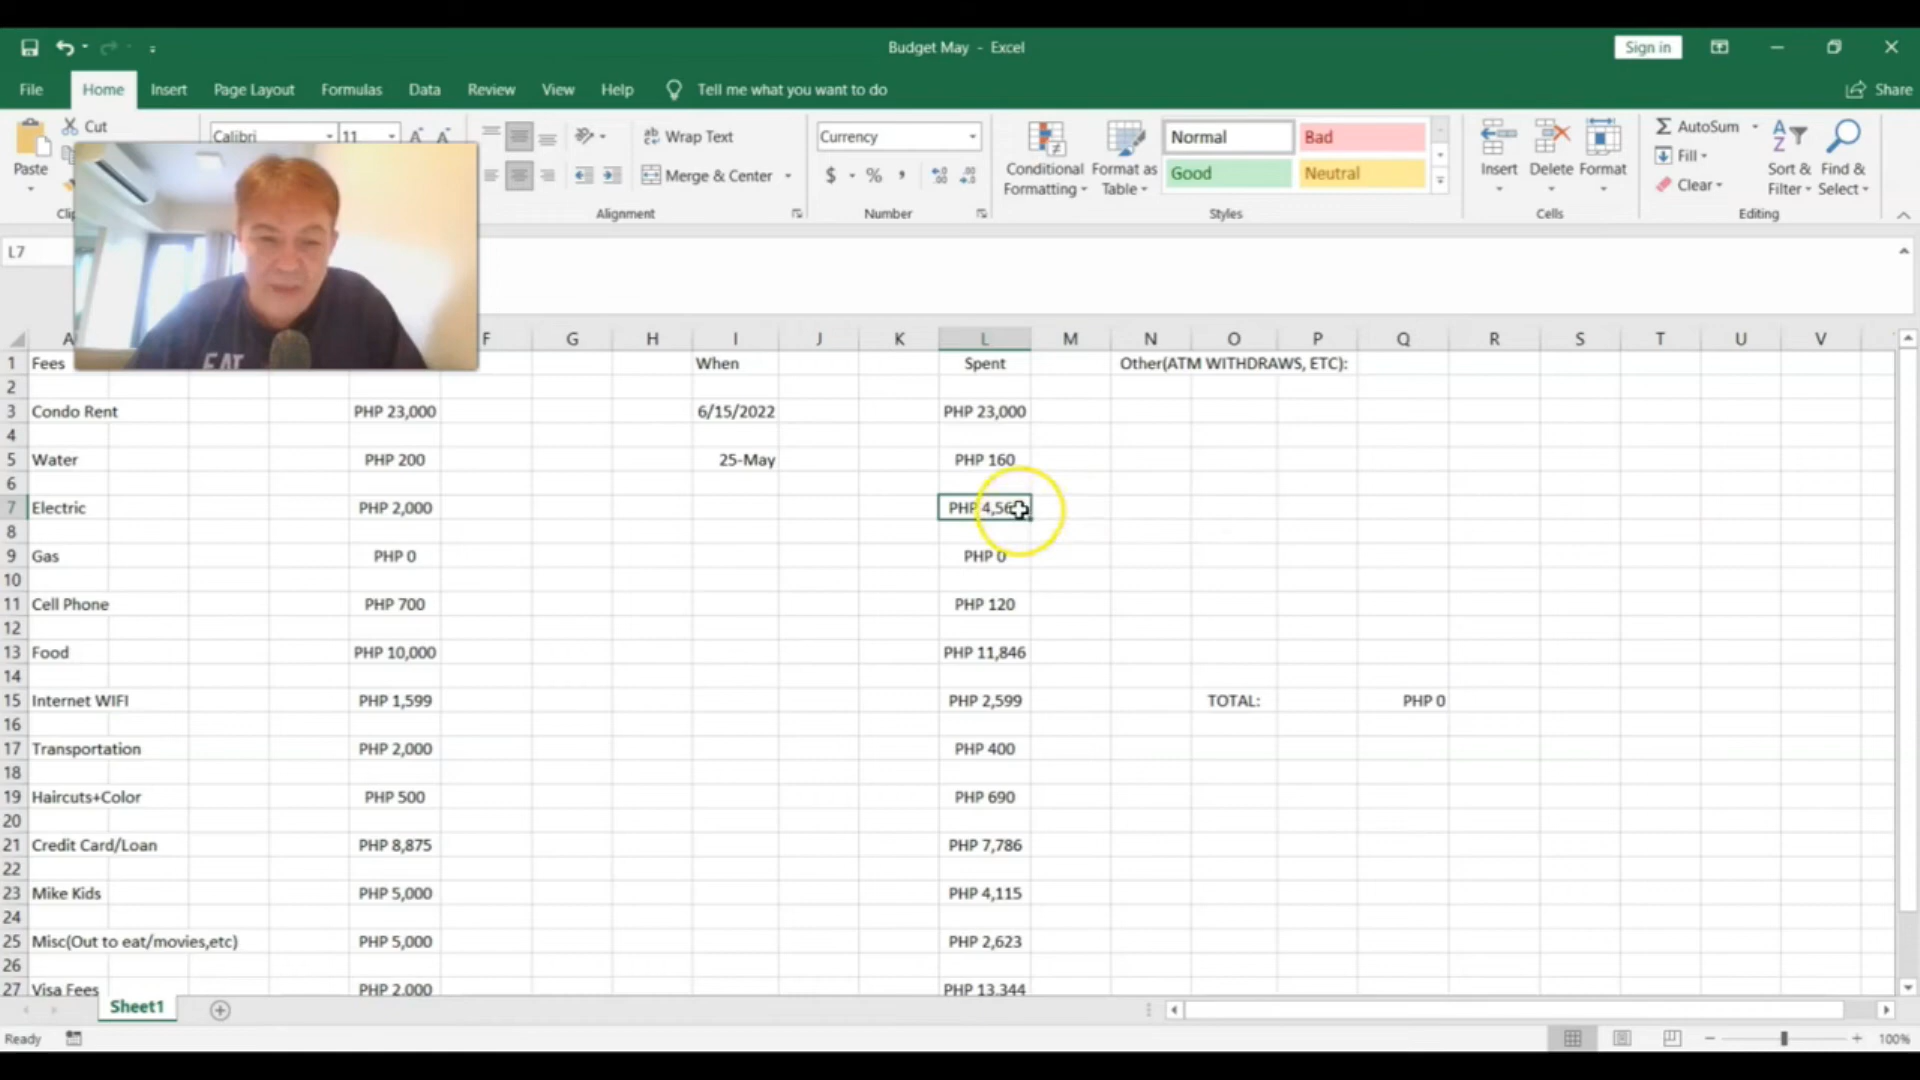 Budget May - Excel
Sign in
File Home Insert Page Layout Formulas Data Review View Help Tell me what you want to do Share
Paste Cut Calibri 11 Wrap Text Merge & Center Currency $ % , Conditional Formatting Format as Table Normal Bad Good Neutral Insert Delete Format AutoSum Fill Clear Sort & Filter Find & Select
Alignment Number Styles Cells Editing
L7
EAT
F G H I J K L M N O P Q R S T U V
1 Fees When Spent Other(ATM WITHDRAWS, ETC):
2
3 Condo Rent PHP 23,000 6/15/2022 PHP 23,000
4
5 Water PHP 200 25-May PHP 160
6
7 Electric PHP 2,000 PHP
8
9 Gas PHP 0 PHP 0
10
11 Cell Phone PHP 700 PHP 120
12
13 Food PHP 10,000 PHP 11,846
14
15 Internet WIFI PHP 1,599 PHP 2,599 TOTAL: PHP 0
16
17 Transportation PHP 2,000 PHP 400
18
19 Haircuts+Color PHP 500 PHP 690
20
21 Credit Card/Loan PHP 8,875 PHP 7,786
22
23 Mike Kids PHP 5,000 PHP 4,115
24
25 Misc(Out to eat/movies,etc) PHP 5,000 PHP 2,623
26
27 Visa Fees PHP 2,000 PHP 13,344
Sheet1
Ready 100%